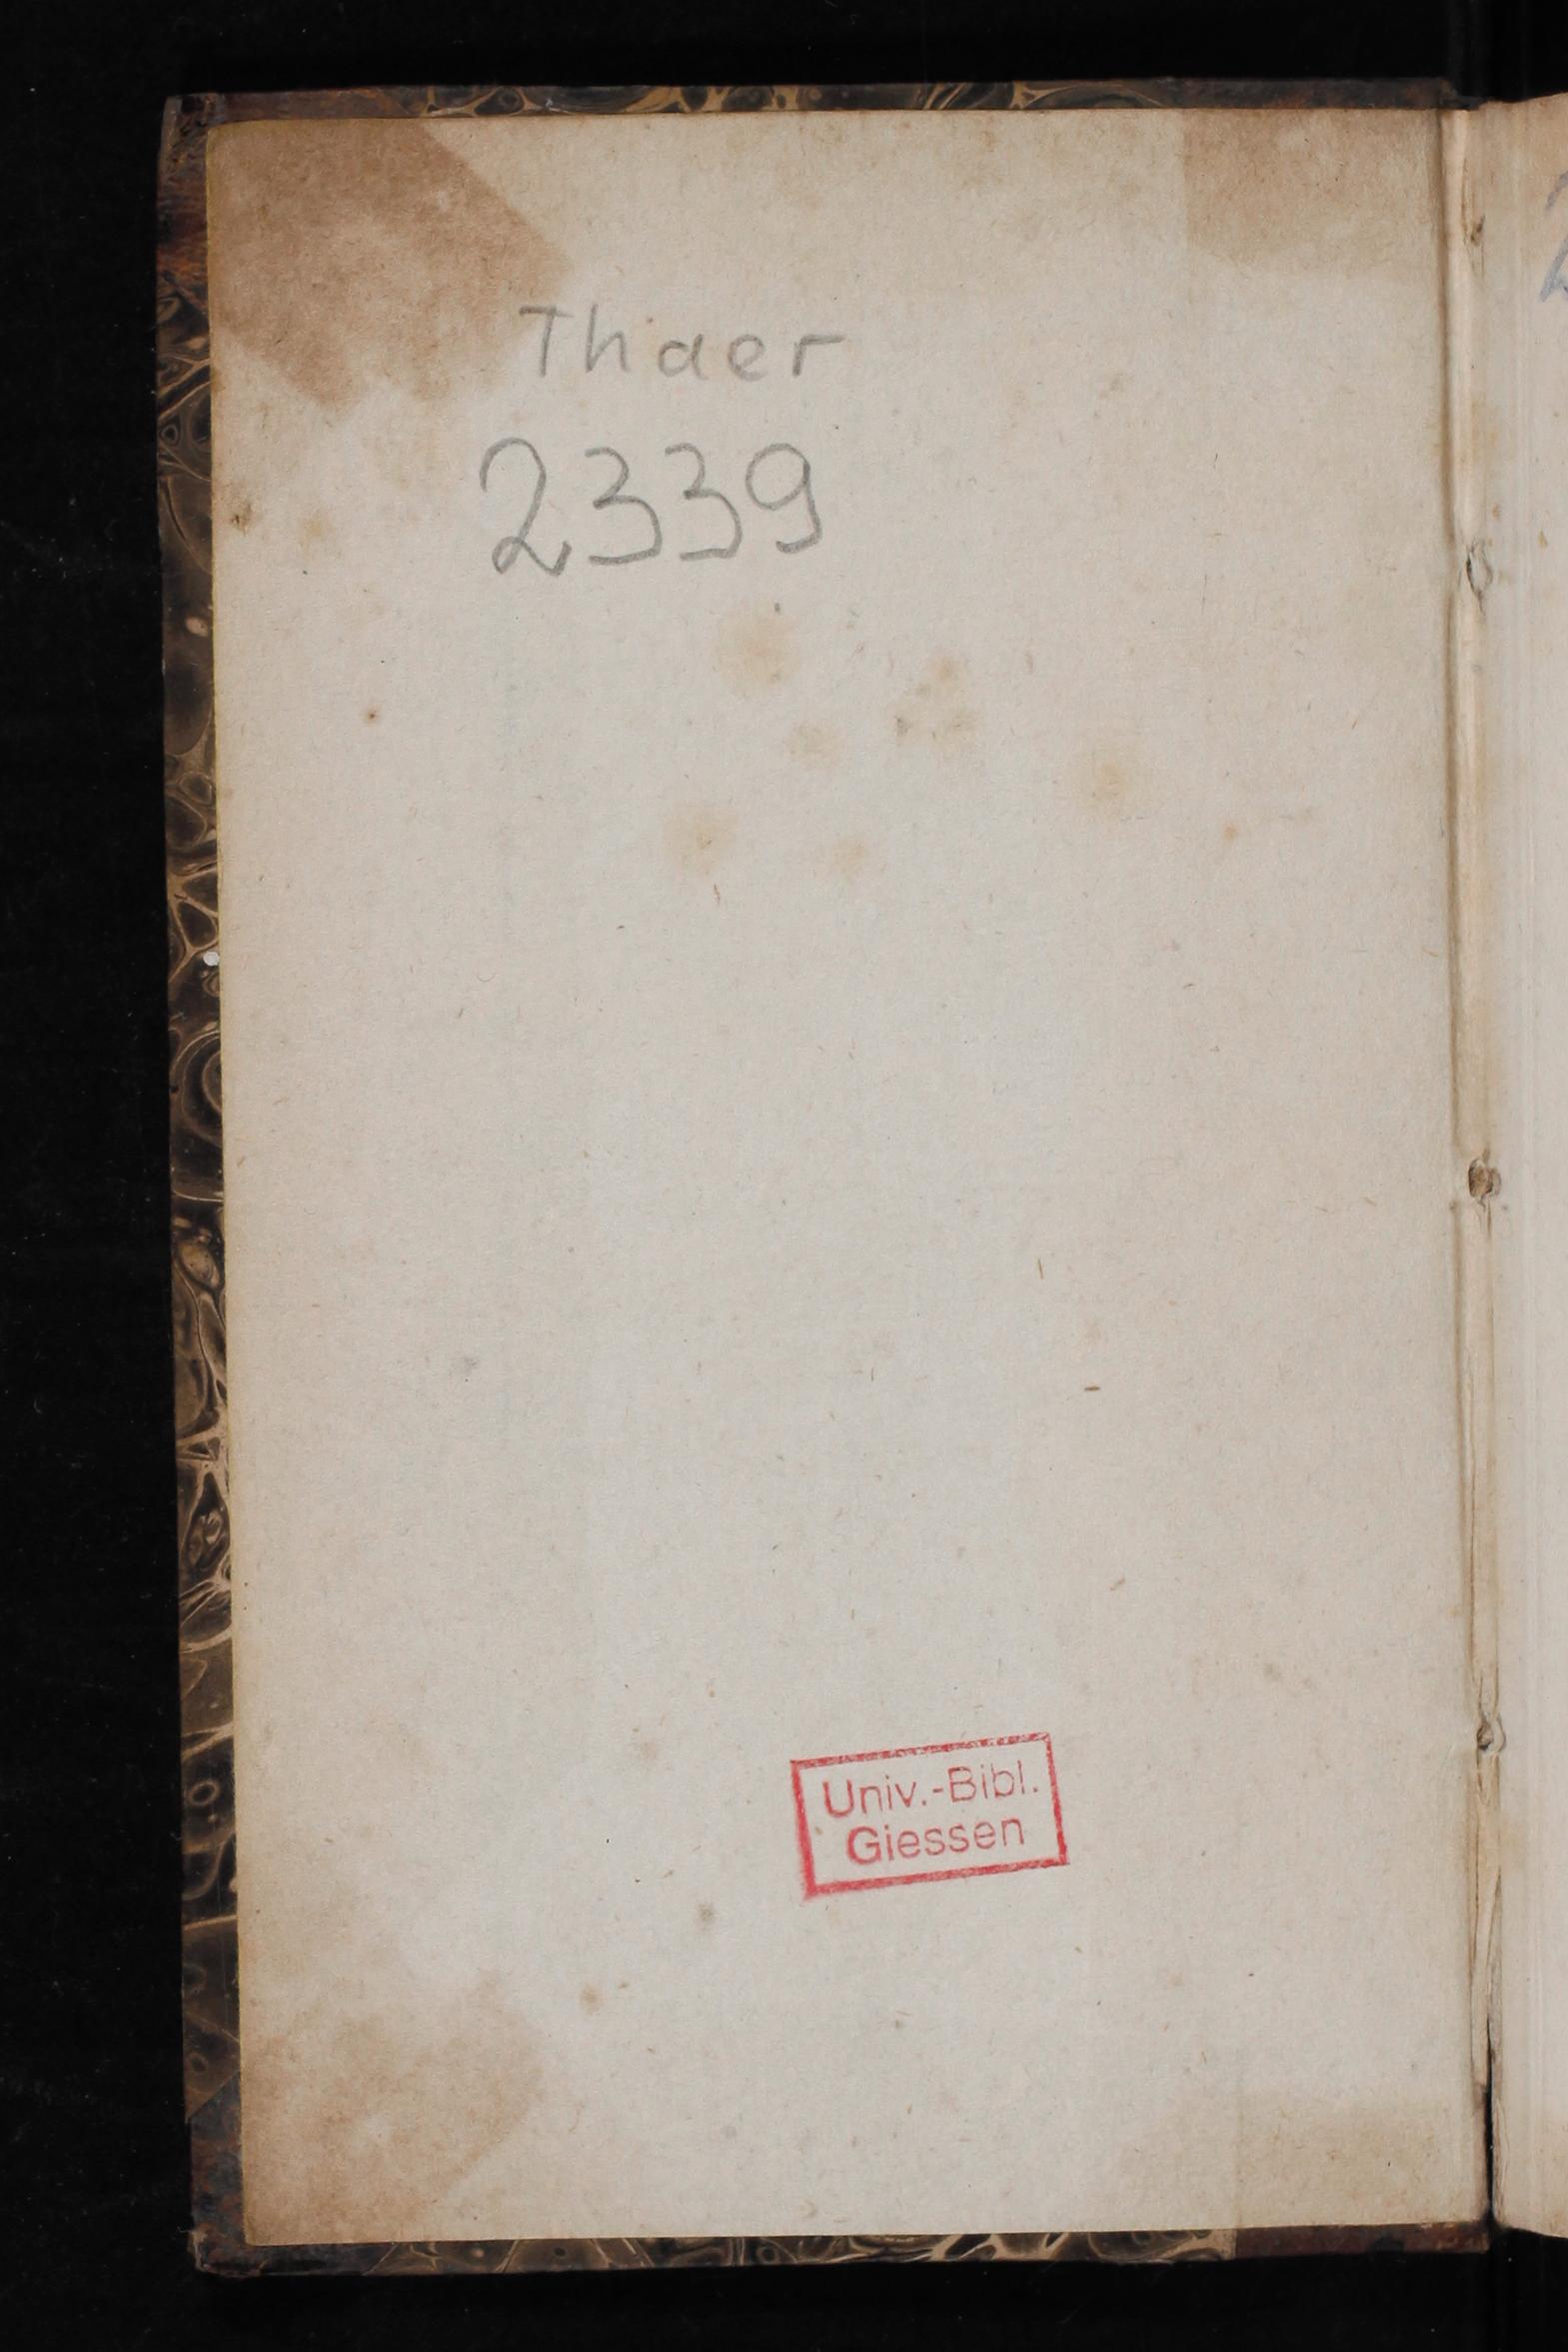 Thaer
2339
Univ.-Bibl.
Giessen